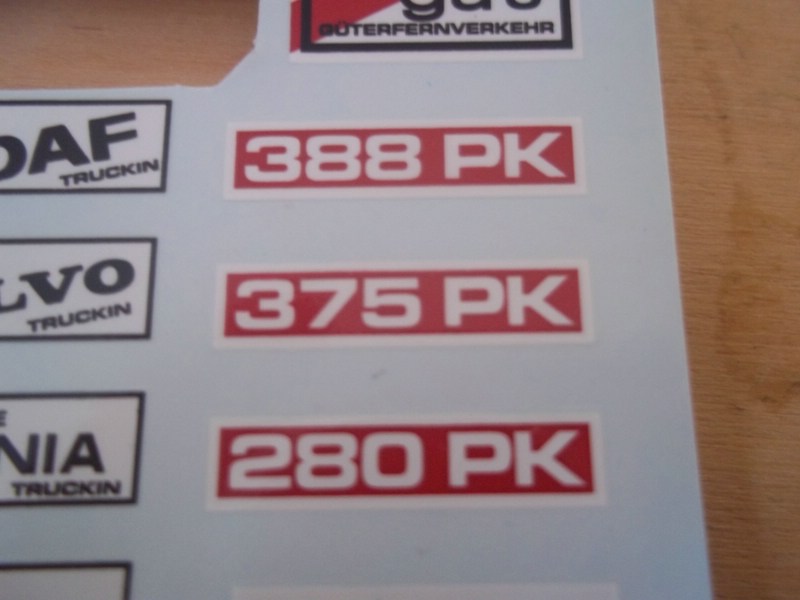 GÜTERFERNVERKEHR
DAF
TRUCKIN
388 PK
LVO
TRUCKIN
375 PK
NIA
TRUCKIN
280 PK